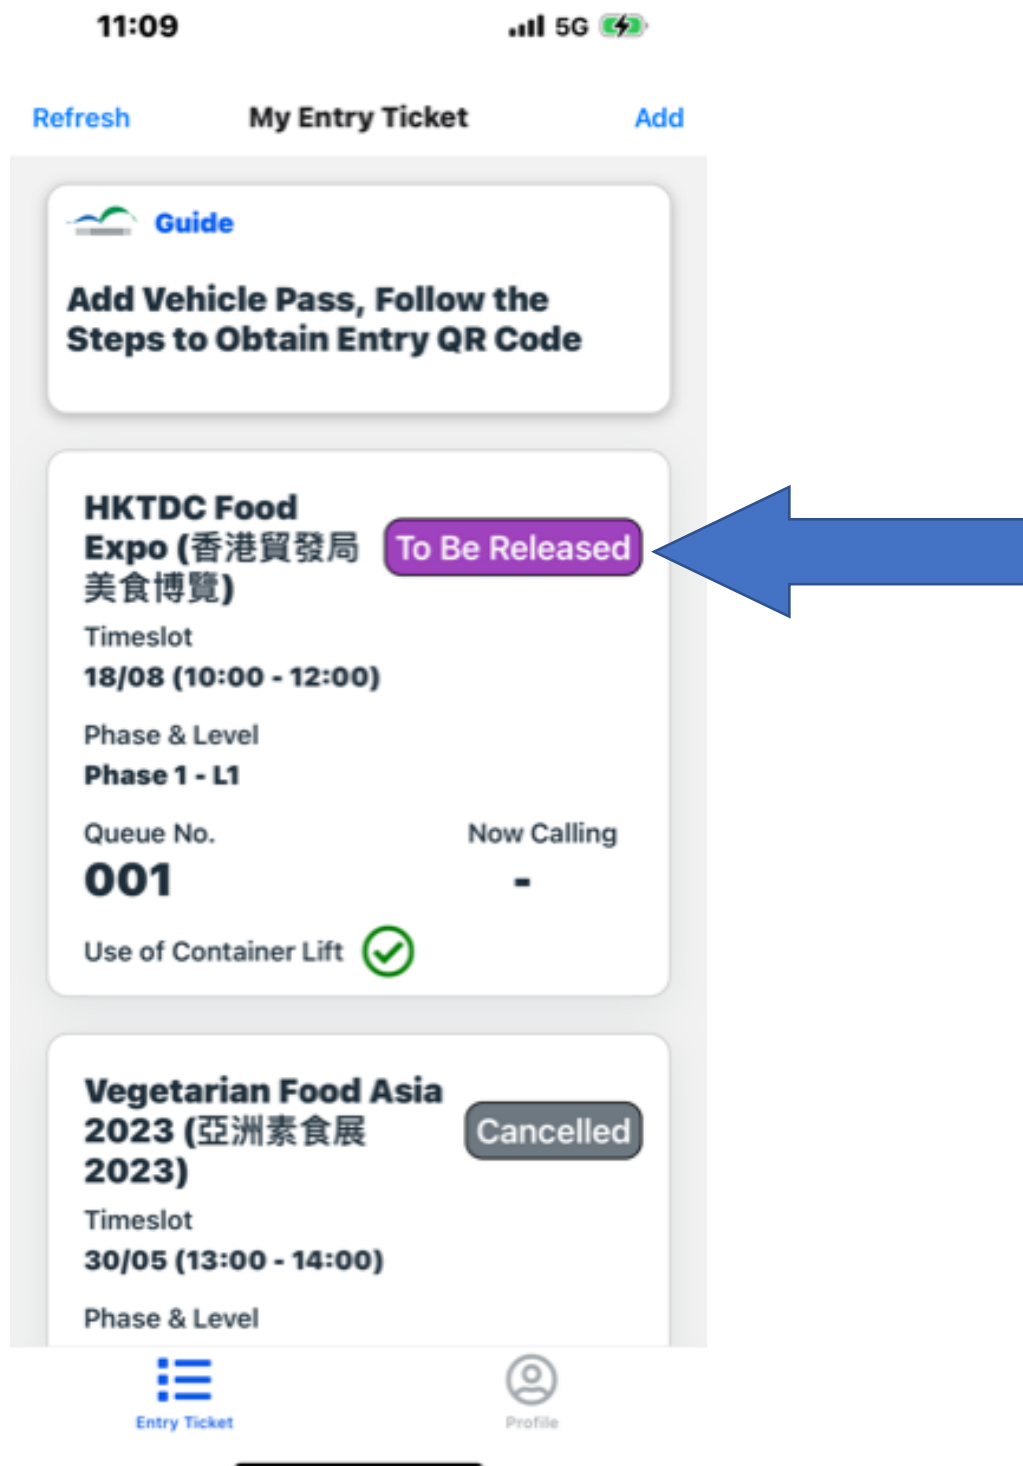 11:09
5G
Refresh
My Entry Ticket
Add
Guide
Add Vehicle Pass, Follow the
Steps to Obtain Entry QR Code
HKTDC Food
Expo (香港貿發局
美食博覽)
To Be Released
Timeslot
18/08 (10:00 - 12:00)
Phase & Level
Phase 1 - L1
Queue No.
Now Calling
001
-
Use of Container Lift
Vegetarian Food Asia
2023 (亞洲素食展
2023)
Cancelled
Timeslot
30/05 (13:00 - 14:00)
Phase & Level
Entry Ticket
Profile